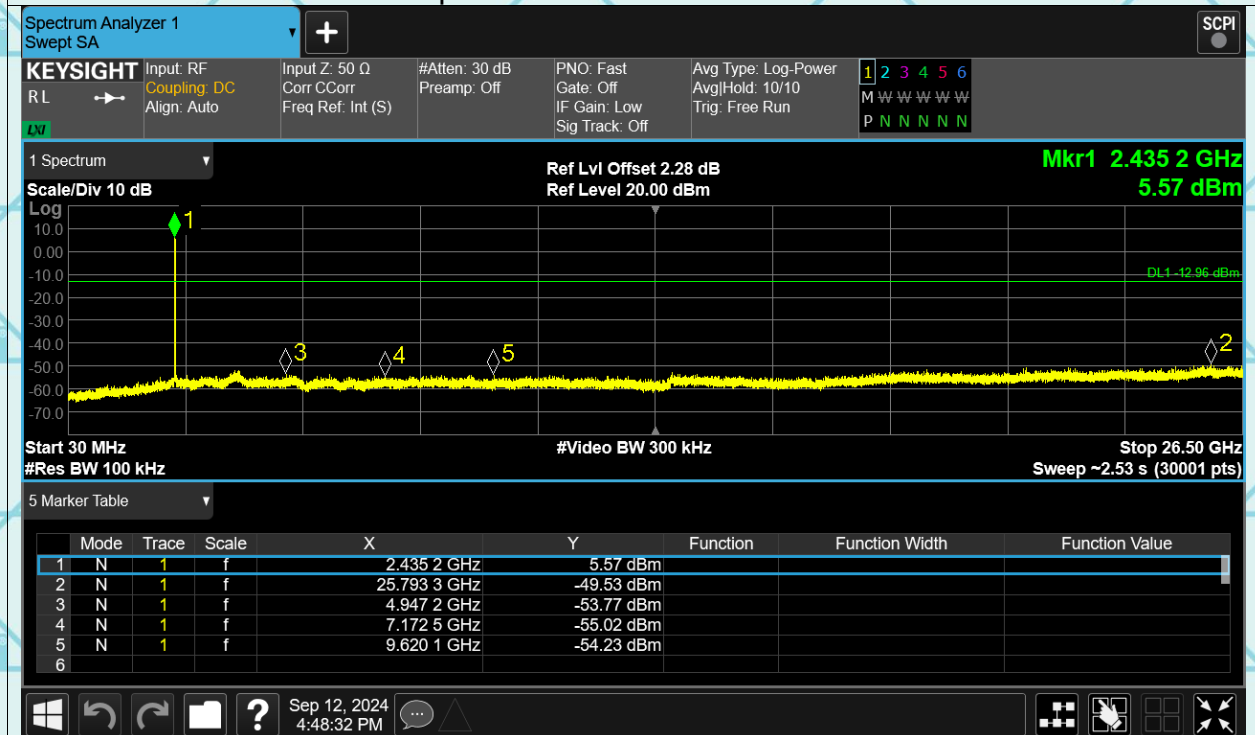 Spectrum Analyzer 1
Swept SA
+
SCPI
KEYSIGHT
RL
LXI
Input: RF
Coupling: DC
Align: Auto
Input Z: 50 Ω
Corr CCorr
Freq Ref: Int (S)
#Atten: 30 dB
Preamp: Off
PNO: Fast
Gate: Off
IF Gain: Low
Sig Track: Off
Avg Type: Log-Power
Avg|Hold: 10/10
Trig: Free Run
1 2 3 4 5 6
M W W W W W
P N N N N N N
1 Spectrum
Scale/Div 10 dB
Ref Lvl Offset 2.28 dB
Ref Level 20.00 dBm
Mkr1 2.435 2 GHz
5.57 dBm
Log
10.0
0.00
-10.0
-20.0
-30.0
-40.0
-50.0
-60.0
-70.0
1
DL1 -12.96 dBm
3
4
5
2
Start 30 MHz
#Res BW 100 kHz
#Video BW 300 kHz
Stop 26.50 GHz
Sweep ~2.53 s (30001 pts)
5 Marker Table
Mode Trace Scale X Y Function Function Width Function Value
1 N 1 f 2.435 2 GHz 5.57 dBm
2 N 1 f 25.793 3 GHz -49.53 dBm
3 N 1 f 4.947 2 GHz -53.77 dBm
4 N 1 f 7.172 5 GHz -55.02 dBm
5 N 1 f 9.620 1 GHz -54.23 dBm
6
?
Sep 12, 2024
4:48:32 PM